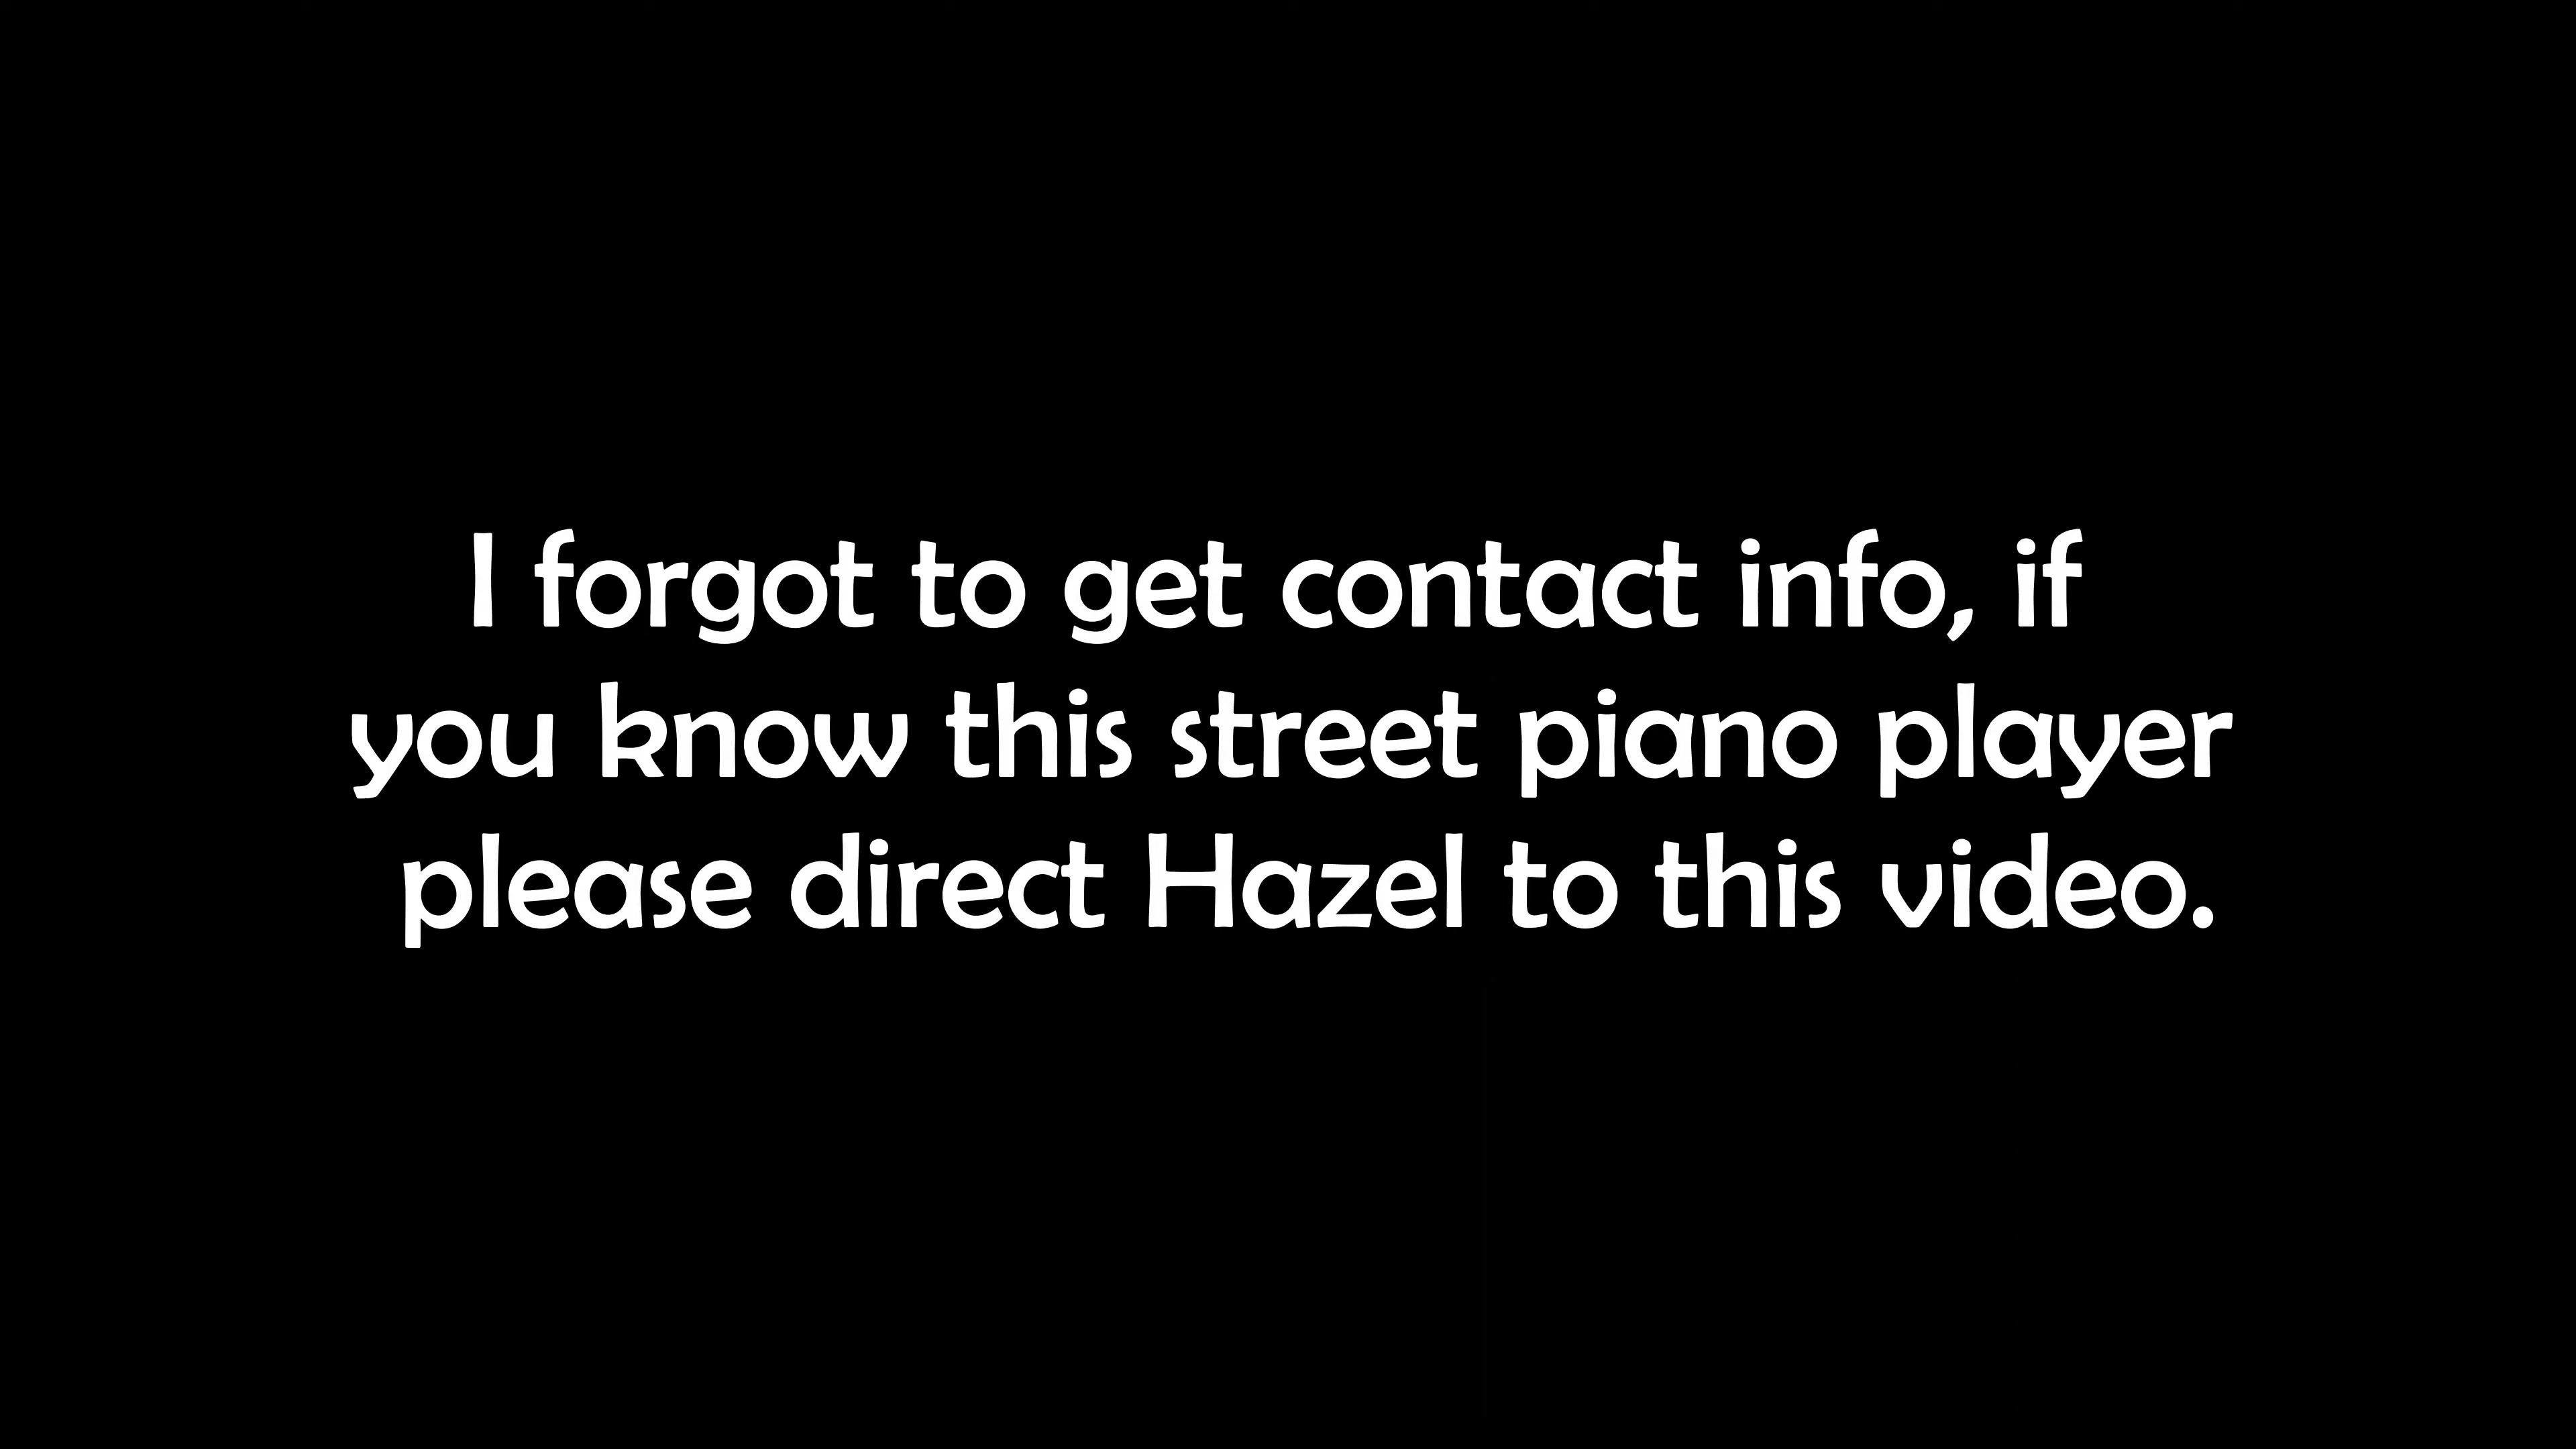 I forgot to get contact info, if
you know this street piano player
please direct Hazel to this video.